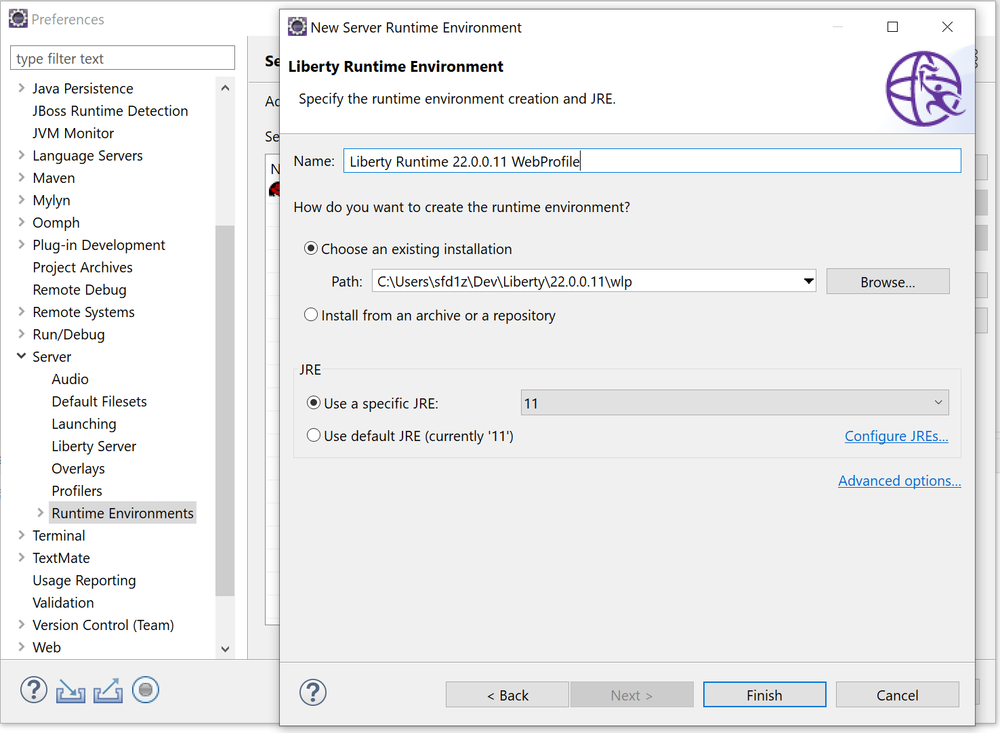 Preferences
type filter text
Java Persistence
JBoss Runtime Detection
JVM Monitor
Language Servers
Maven
Mylyn
Oomph
Plug-in Development
Project Archives
Remote Debug
Remote Systems
Run/Debug
Server
Audio
Default Filesets
Launching
Liberty Server
Overlays
Profilers
Runtime Environments
Terminal
TextMate
Usage Reporting
Validation
Version Control (Team)
Web
New Server Runtime Environment
Liberty Runtime Environment
Specify the runtime environment creation and JRE.
Name: Liberty Runtime 22.0.0.11 WebProfile
How do you want to create the runtime environment?
Choose an existing installation
Path: C:\Users\sfd1z\Dev\Liberty\22.0.0.11\wlp Browse...
Install from an archive or a repository
JRE
Use a specific JRE: 11
Use default JRE (currently '11') Configure JREs...
Advanced options...
< Back Next > Finish Cancel